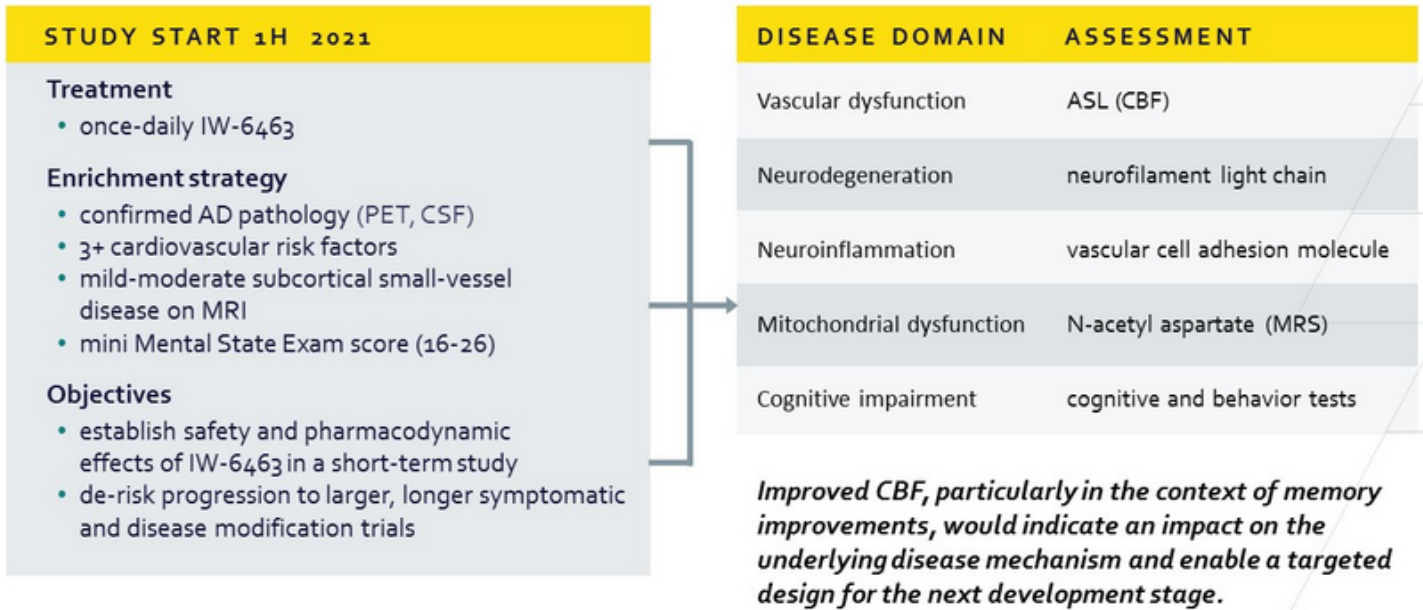 STUDY START 1H 2021
Treatment
• once-daily IW-6463
Enrichment strategy
• confirmed AD pathology (PET, CSF)
• 3+ cardiovascular risk factors
• mild-moderate subcortical small-vessel
disease on MRI
• mini Mental State Exam score (16-26)
Objectives
• establish safety and pharmacodynamic
effects of IW-6463 in a short-term study
• de-risk progression to larger, longer symptomatic
and disease modification trials
DISEASE DOMAIN ASSESSMENT
Vascular dysfunction ASL (CBF)
Neurodegeneration neurofilament light chain
Neuroinflammation vascular cell adhesion molecule
Mitochondrial dysfunction N-acetyl aspartate (MRS)
Cognitive impairment cognitive and behavior tests
Improved CBF, particularly in the context of memory
improvements, would indicate an impact on the
underlying disease mechanism and enable a targeted
design for the next development stage.